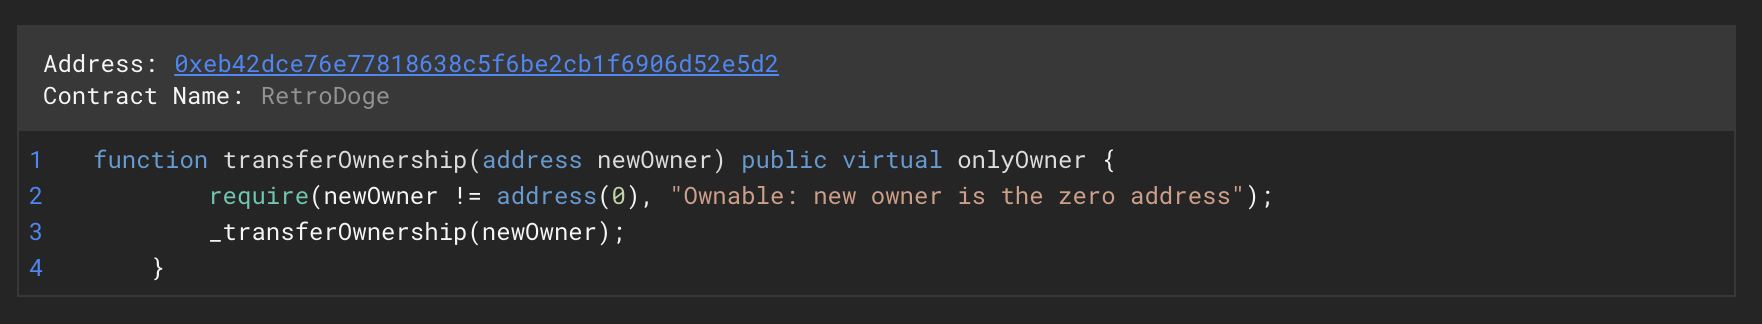 Address: 0xeb42dce76e77818638c5f6be2cb1f6906d52e5d2
Contract Name: RetroDoge
1 function transferOwnership(address newOwner) public virtual onlyOwner {
2 require(newOwner != address(0), "Ownable: new owner is the zero address");
3 _transferOwnership(newOwner);
4 }